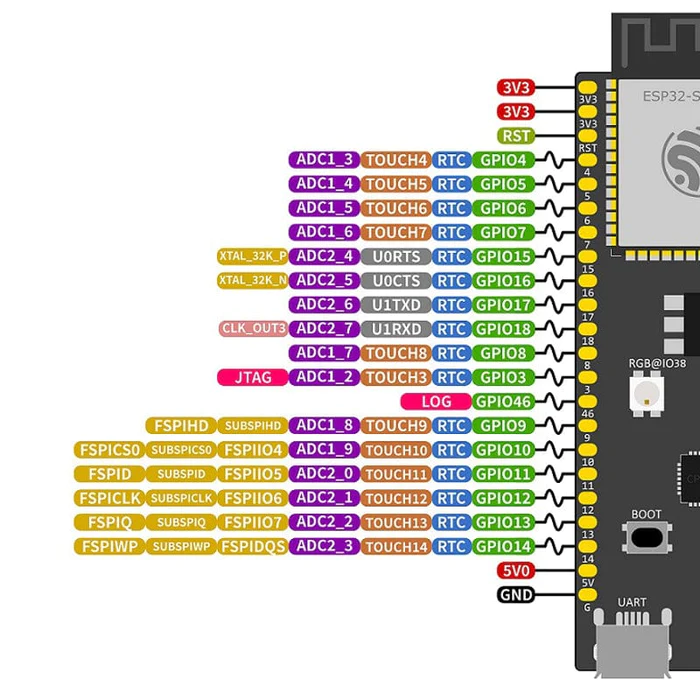 3V3
3V3
RST
ADC1_3 TOUCH4 RTC GPIO4
ADC1_4 TOUCH5 RTC GPIO5
ADC1_5 TOUCH6 RTC GPIO6
ADC1_6 TOUCH7 RTC GPIO7
XTAL_32K_P ADC2_4 U0RTS RTC GPIO15
XTAL_32K_N ADC2_5 U0CTS RTC GPIO16
ADC2_6 U1TXD RTC GPIO17
CLK_OUT3 ADC2_7 U1RXD RTC GPIO18
ADC1_7 TOUCH8 RTC GPIO8
JTAG ADC1_2 TOUCH3 RTC GPIO3
LOG GPIO46
FSPIHD SUBSPIHD ADC1_8 TOUCH9 RTC GPIO9
FSPICS0 SUBSPICS0 FSPIIO4 ADC1_9 TOUCH10 RTC GPIO10
FSPID SUBSPID FSPIIO5 ADC2_0 TOUCH11 RTC GPIO11
FSPICLK SUBSPICLK FSPIIO6 ADC2_1 TOUCH12 RTC GPIO12
FSPIQ SUBSPIQ FSPIIO7 ADC2_2 TOUCH13 RTC GPIO13
FSPIWP SUBSPIWP FSPIDQS ADC2_3 TOUCH14 RTC GPIO14
5V0
GND
3V3
3V3
RST
4
5
6
7
15
16
17
18
8
3
46
9
10
11
12
13
14
5V
G
ESP32-S
RGB@IO38
CP
BOOT
UART